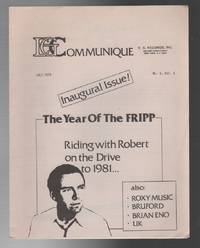 EG COMMUNIQUE
E. G. RECORDS, INC.
JULY 1979
No. 1, Vol. 1
Inaugural Issue!
The Year Of the FRIPP
Riding with Robert
on the Drive
to 1981...
also:
• ROXY MUSIC
• BRUFORD
• BRIAN ENO
• UK